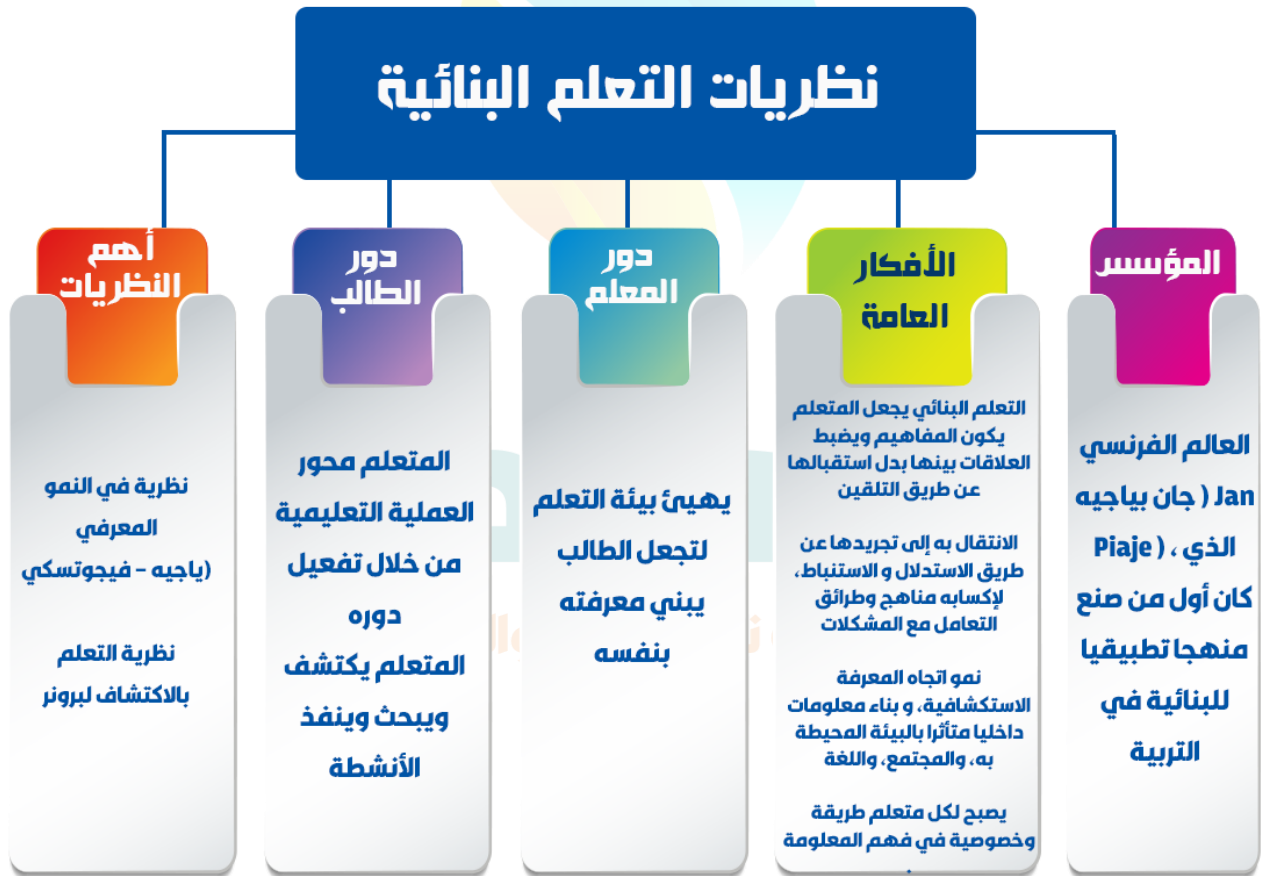 نظريات التعلم البنائية
المؤسسر
العالم الفرنسي
جان بياجيه ( Jan
Piaje ) ، الذي
كان أول من صنع
منهجا تطبيقيا
للبنائية في
التربية
الأفكار
العامة
التعلم البنائي يجعل المتعلم
يكون المفاهيم ويضبط
العلاقات بينها بدل استقبالها
عن طريق التلقين
الانتقال به إلى تجريدها عن
طريق الاستدلال و الاستنباط،
لإكسابه مناهج وطرائق
التعامل مع المشكلات
نمو اتجاه المعرفة
الاستكشافية، و بناء معلومات
داخليا متأثرا بالبيئة المحيطة
به، والمجتمع، واللغة
يصبح لكل متعلم طريقة
وخصوصية في فهم المعلومة
.
دور
المعلم
يهيئ بيئة التعلم
لتجعل الطالب
يبني معرفته
بنفسه
دور
الطالب
المتعلم محور
العملية التعليمية
من خلال تفعيل
دوره
المتعلم يكتشف
ويبحث وينفذ
الأنشطة
أهم
النظريات
نظرية في النمو
المعرفي
(ياجيه – فيجوتسكي
نظرية التعلم
بالاكتشاف لبرونر